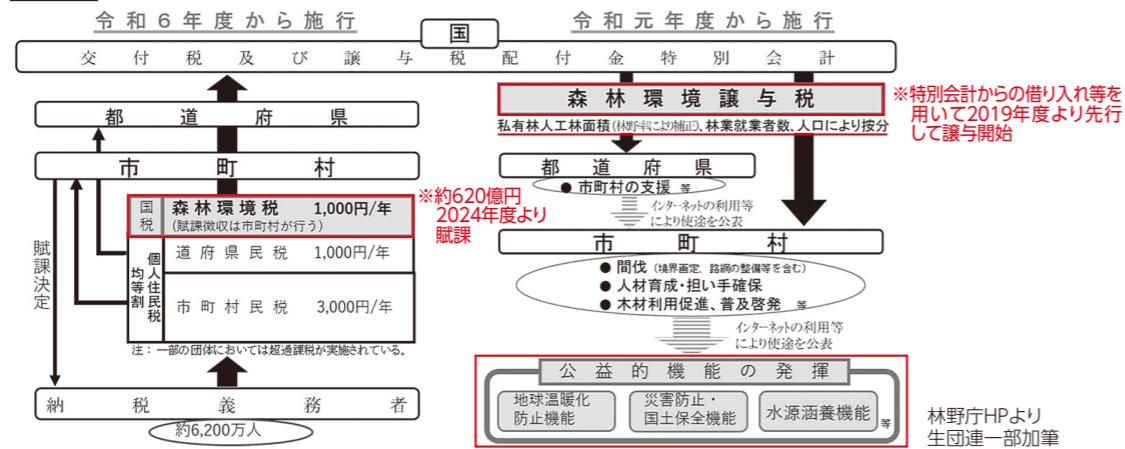 令和６年度から施行
令和元年度から施行
国
交付税及び譲与税配付金特別会計
都道府県
市町村
国税
森林環境税 1,000円/年
(賦課徴収は市町村が行う)
※約620億円
2024年度より
賦課
個人住民税
均等割
道府県民税 1,000円/年
市町村民税 3,000円/年
賦課決定
注：一部の団体においては超過課税が実施されている。
納税義務者
約6,200万人
森林環境譲与税
※特別会計からの借り入れ等を
用いて2019年度より先行
して譲与開始
私有林人工林面積(林野率により補正)、林業就業者数、人口により按分
都道府県
● 市町村の支援 等
インターネットの利用等
により使途を公表
市町村
● 間伐（境界画定、路網の整備等を含む）
● 人材育成・担い手確保
● 木材利用促進、普及啓発 等
インターネットの利用等
により使途を公表
公益的機能の発揮
地球温暖化
防止機能
災害防止・
国土保全機能
水源涵養機能
等
林野庁HPより
生団連一部加筆